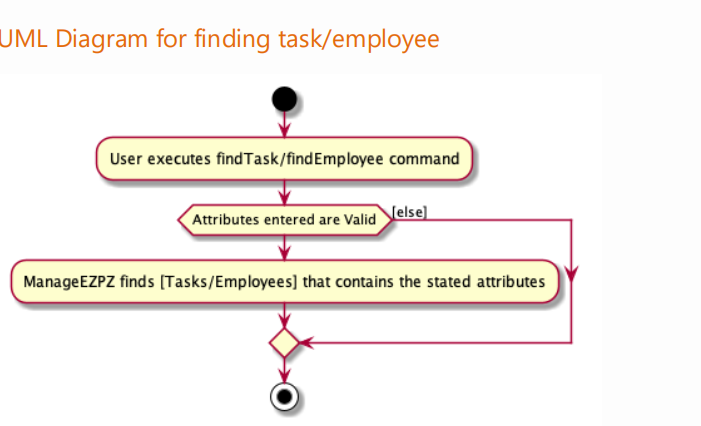 UML Diagram for finding task/employee
User executes findTask/findEmployee command
Attributes entered are Valid
[else]
ManageEZPZ finds [Tasks/Employees] that contains the stated attributes